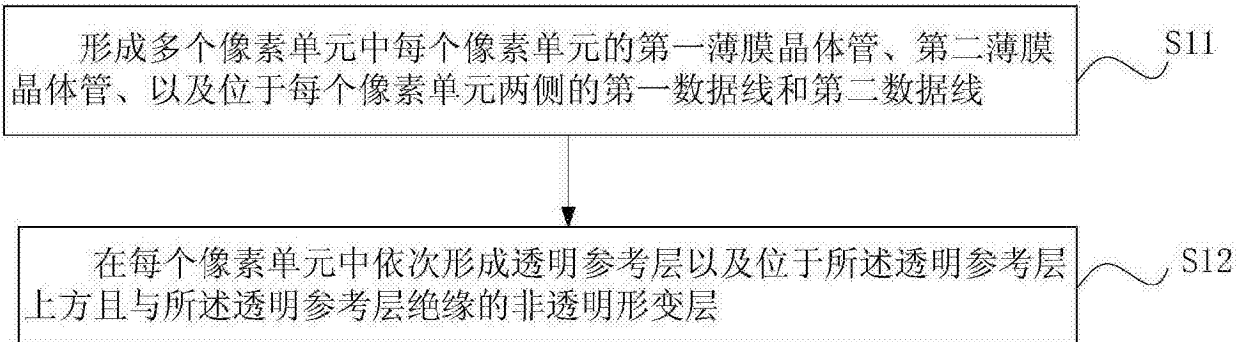 形成多个像素单元中每个像素单元的第一薄膜晶体管、第二薄膜
晶体管、以及位于每个像素单元两侧的第一数据线和第二数据线
S11
在每个像素单元中依次形成透明参考层以及位于所述透明参考层
上方且与所述透明参考层绝缘的非透明形变层
S12